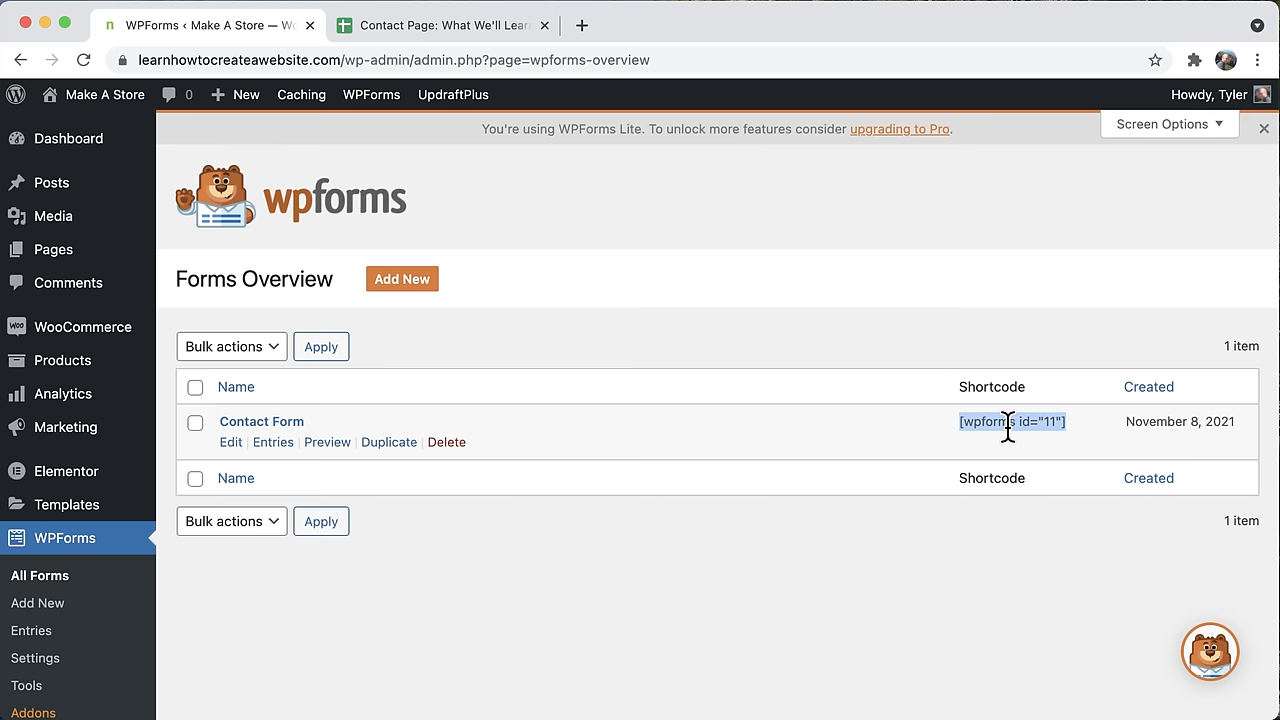 WPForms ‹ Make A Store — Wo
Contact Page: What We'll Lear
learnhowtocreateawebsite.com/wp-admin/admin.php?page=wpforms-overview
Make A Store
0
New
Caching
WPForms
UpdraftPlus
Howdy, Tyler
You're using WPForms Lite. To unlock more features consider upgrading to Pro.
Screen Options
wpforms
Forms Overview
Add New
Bulk actions
Apply
1 item
Name
Shortcode
Created
Contact Form
[wpforms id="11"]
November 8, 2021
Edit | Entries | Preview | Duplicate | Delete
Name
Shortcode
Created
Bulk actions
Apply
1 item
Dashboard
Posts
Media
Pages
Comments
Woo
WooCommerce
Products
Analytics
Marketing
Elementor
Templates
WPForms
All Forms
Add New
Entries
Settings
Tools
Addons